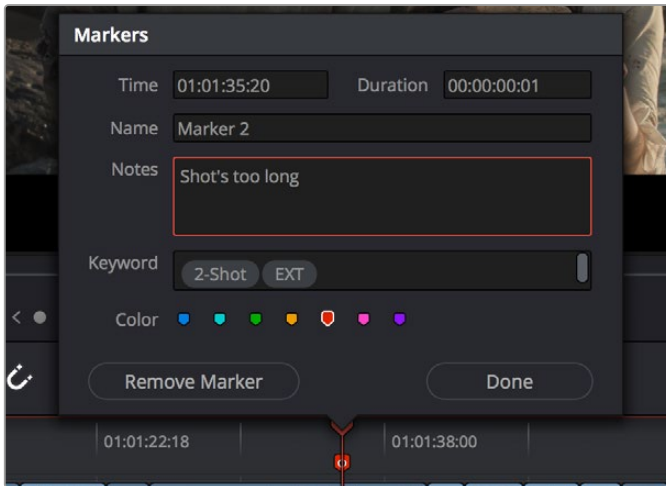 Markers
Time 01:01:35:20 Duration 00:00:00:01
Name Marker 2
Notes Shot's too long
Keyword 2-Shot EXT
Color
Remove Marker Done
01:01:22:18 01:01:38:00